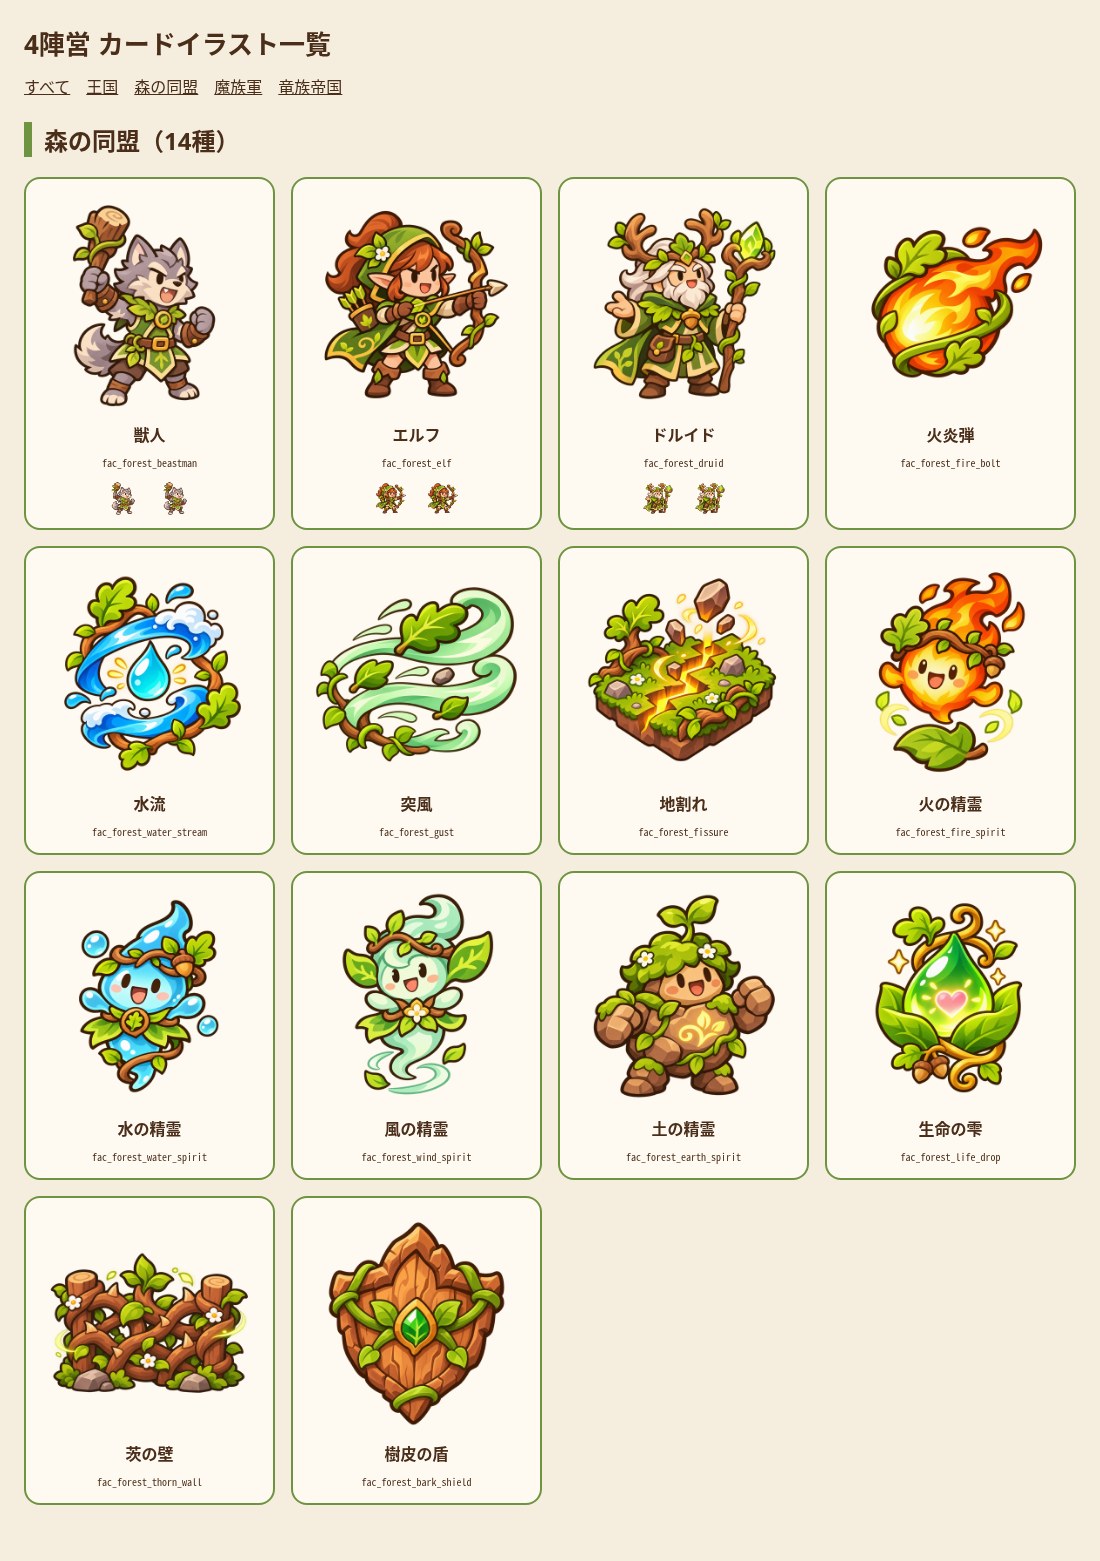 4陣営 カードイラスト一覧
すべて 王国 森の同盟 魔族軍 竜族帝国
森の同盟（14種）
獣人
fac_forest_beastman
エルフ
fac_forest_elf
ドルイド
fac_forest_druid
火炎弾
fac_forest_fire_bolt
水流
fac_forest_water_stream
突風
fac_forest_gust
地割れ
fac_forest_fissure
火の精霊
fac_forest_fire_spirit
水の精霊
fac_forest_water_spirit
風の精霊
fac_forest_wind_spirit
土の精霊
fac_forest_earth_spirit
生命の雫
fac_forest_life_drop
茨の壁
fac_forest_thorn_wall
樹皮の盾
fac_forest_bark_shield